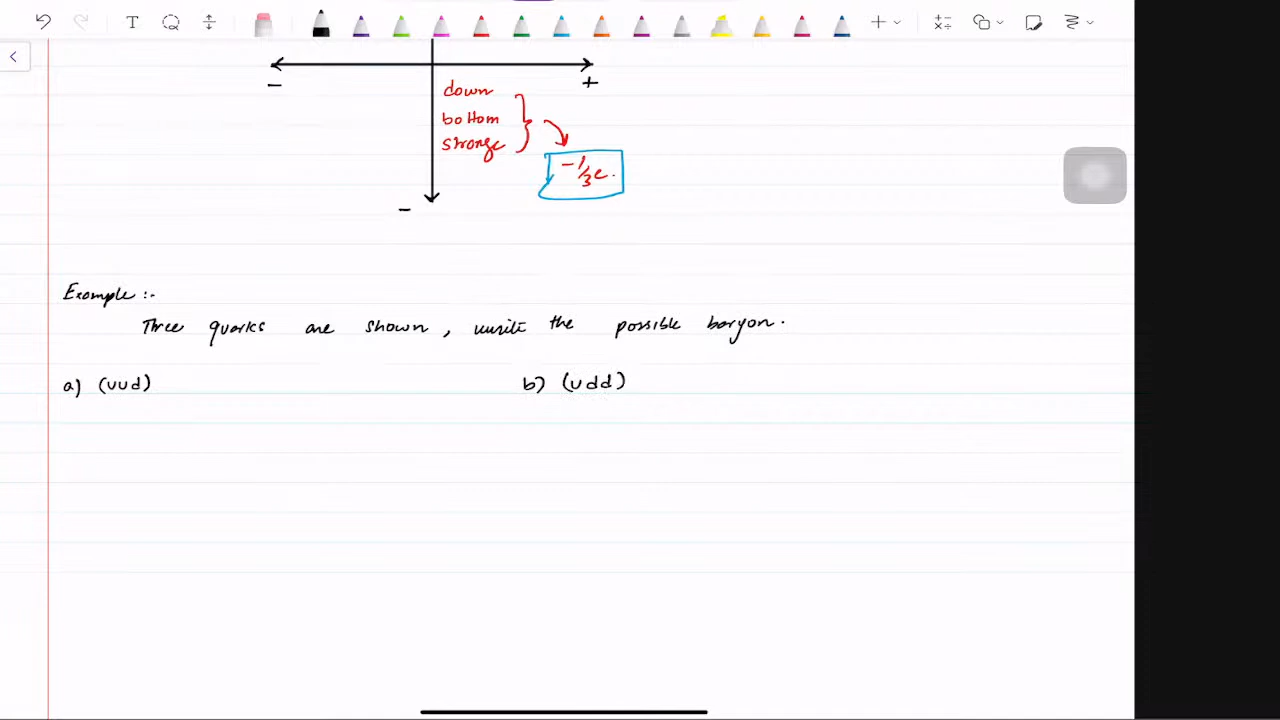 T
- +
down
bottom
strange
-1/3e.
-
Example :-
Three quarks are shown, write the possible baryon.
a) (uud) b) (udd)